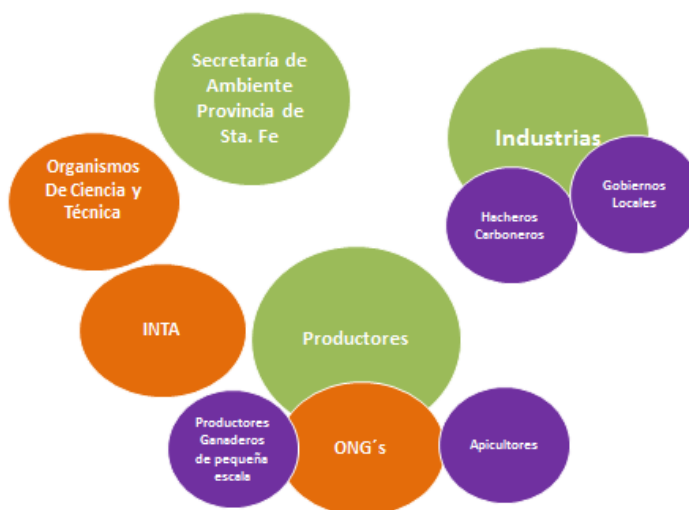 Secretaría de
Ambiente
Provincia de
Sta. Fe
Industrias
Organismos
De Ciencia y
Técnica
Gobiernos
Locales
Hacheros
Carboneros
INTA
Productores
Productores
Ganaderos
de pequeña
escala
ONG´s
Apicultores